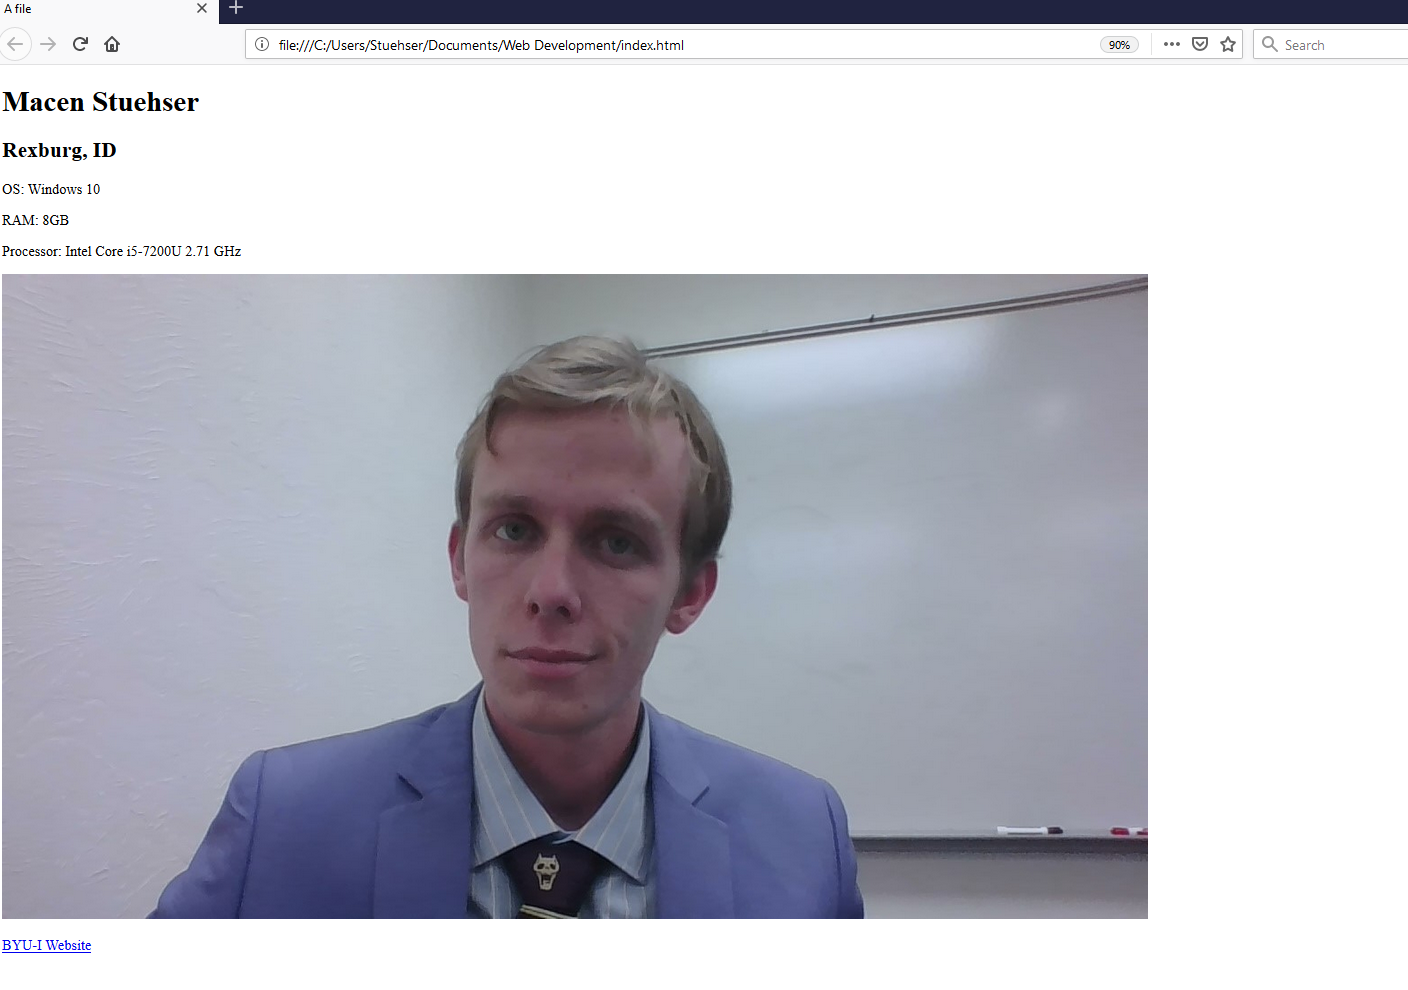 A file
file:///C:/Users/Stuehser/Documents/Web Development/index.html
90%
Search
Macen Stuehser
Rexburg, ID
OS: Windows 10
RAM: 8GB
Processor: Intel Core i5-7200U 2.71 GHz
BYU-I Website